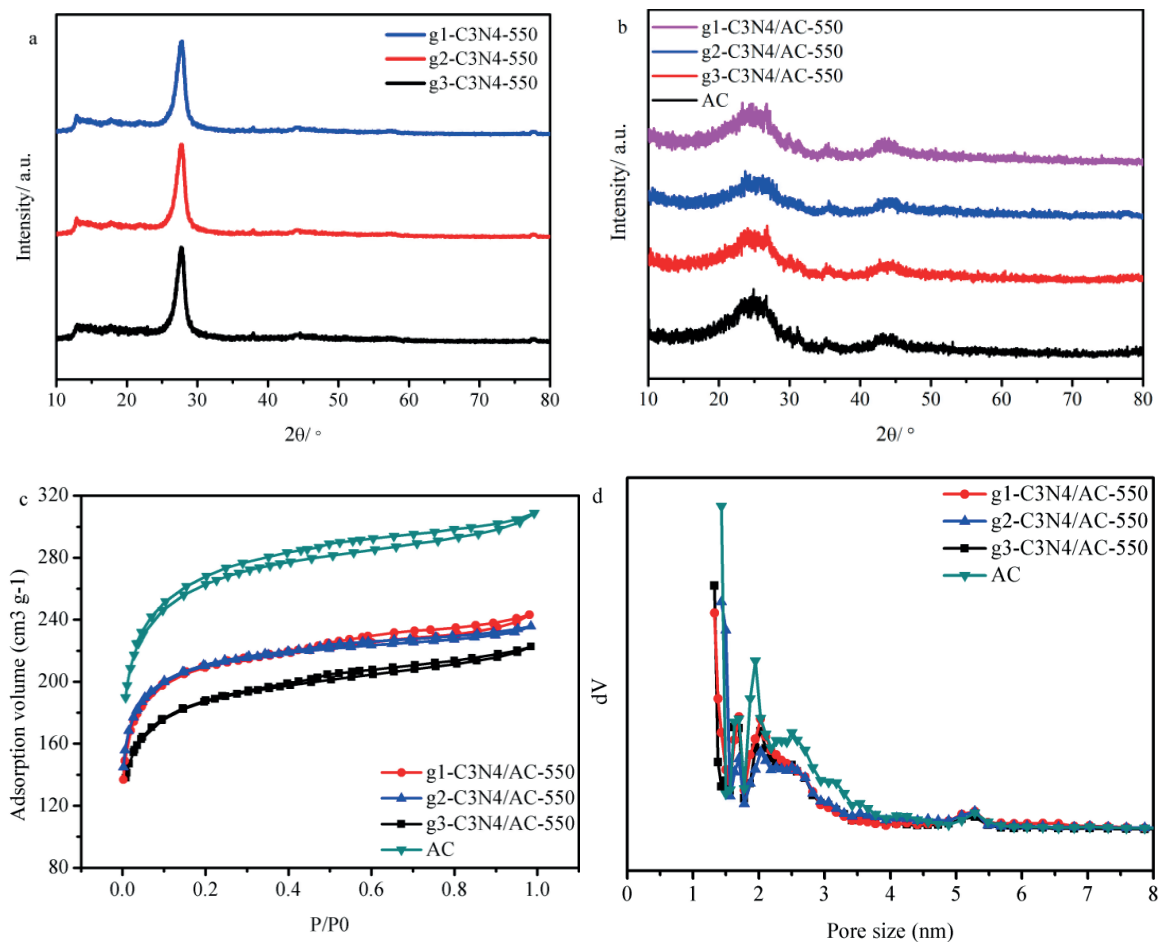 a
g1-C3N4-550
g2-C3N4-550
g3-C3N4-550
Intensity/ a.u.
10 20 30 40 50 60 70 80
2θ/ °
b
g1-C3N4/AC-550
g2-C3N4/AC-550
g3-C3N4/AC-550
AC
Intensity/ a.u.
10 20 30 40 50 60 70 80
2θ/ °
c
320
280
240
200
160
120
80
Adsorption volume (cm3 g-1)
g1-C3N4/AC-550
g2-C3N4/AC-550
g3-C3N4/AC-550
AC
0.0 0.2 0.4 0.6 0.8 1.0
P/P0
d
g1-C3N4/AC-550
g2-C3N4/AC-550
g3-C3N4/AC-550
AC
dV
0 1 2 3 4 5 6 7 8
Pore size (nm)